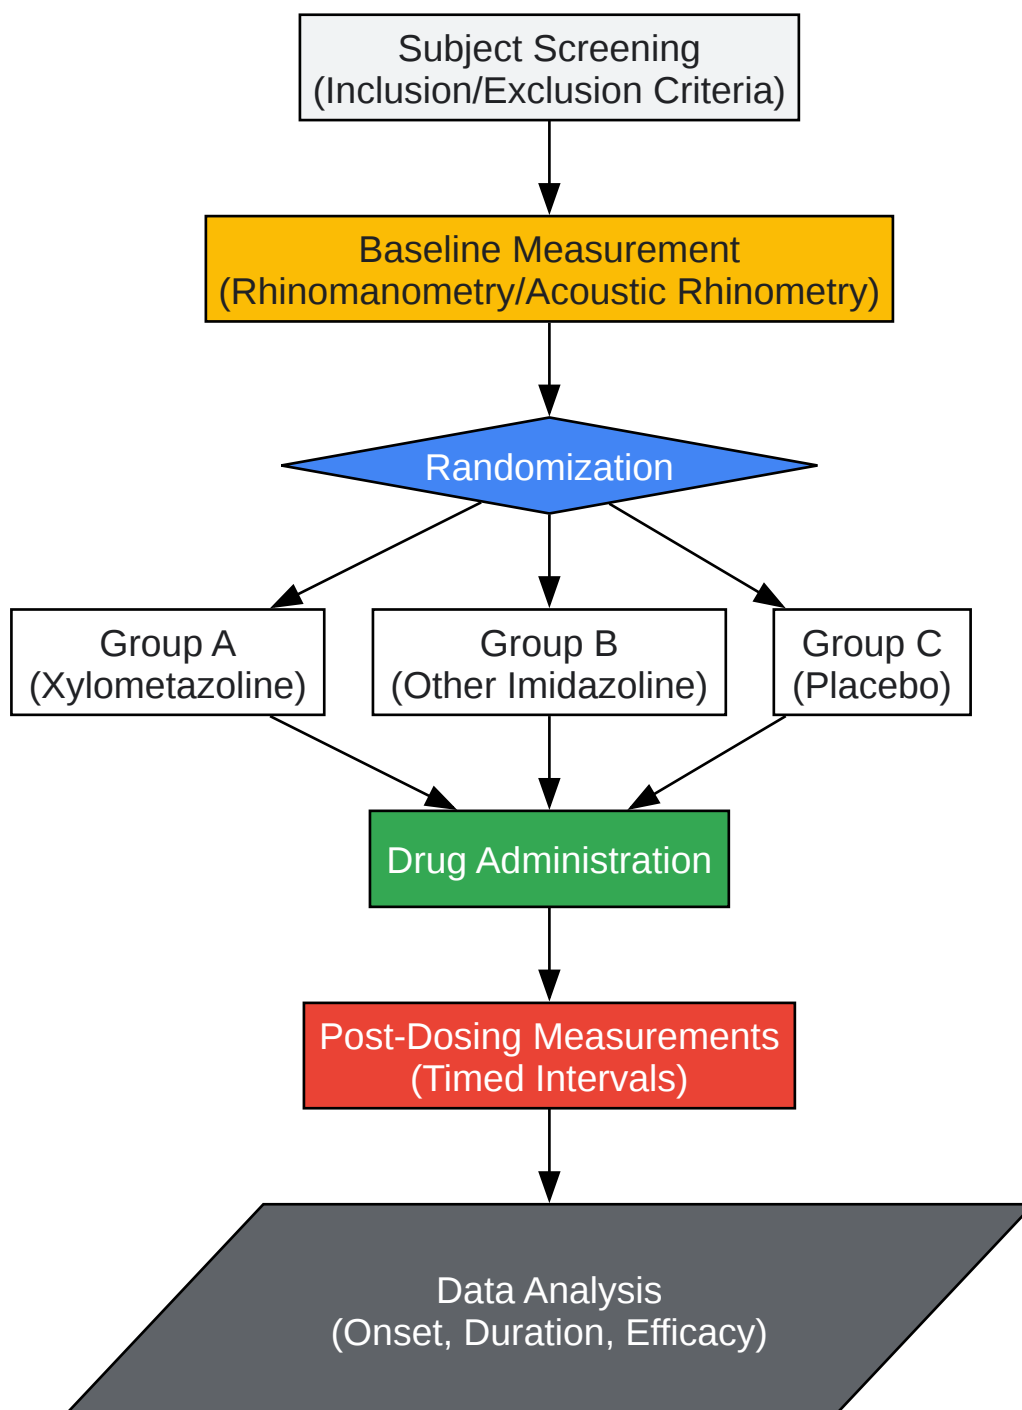 Subject Screening
(Inclusion/Exclusion Criteria)
Baseline Measurement
(Rhinomanometry/Acoustic Rhinometry)
Randomization
Group A
(Xylometazoline)
Group B
(Other Imidazoline)
Group C
(Placebo)
Drug Administration
Post-Dosing Measurements
(Timed Intervals)
Data Analysis
(Onset, Duration, Efficacy)